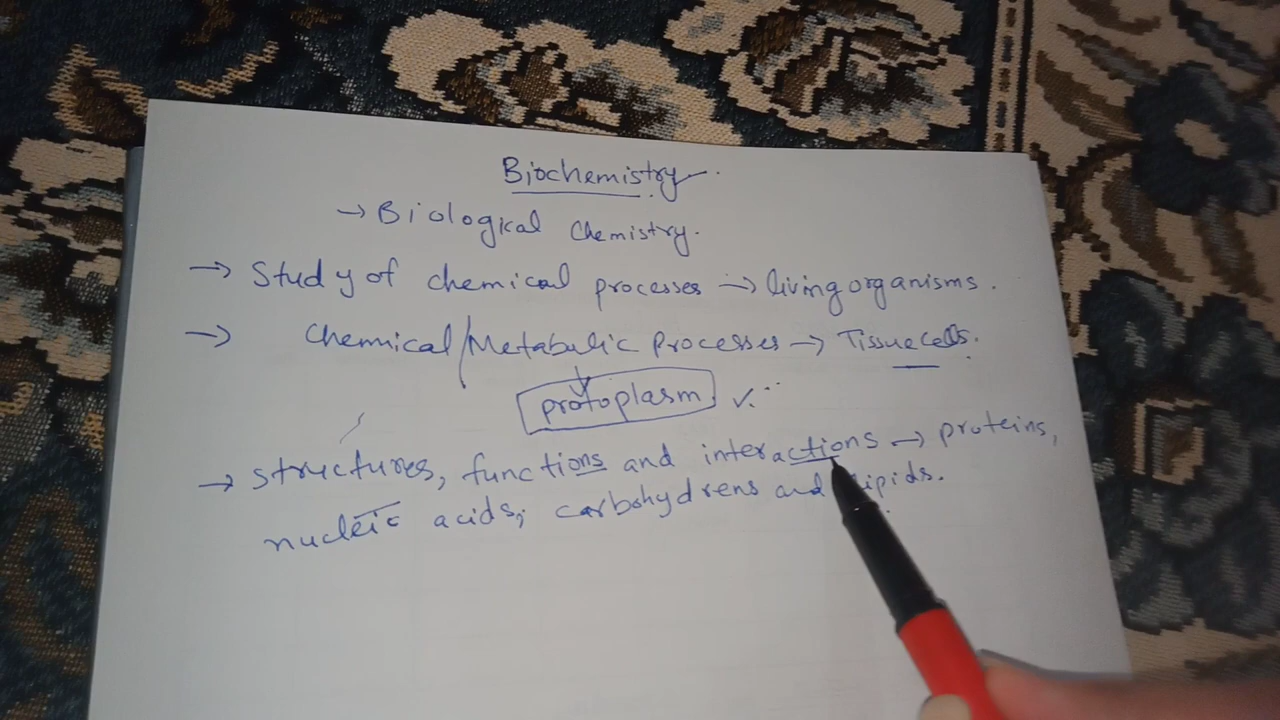 Biochemistry.
→ Biological Chemistry.
→ Study of chemical processes → living organisms.
→ Chemical/Metabulic Processes → Tissue cells.
protoplasm ✓
→ structures, functions and interactions → proteins,
nucleic acids, carbohydrens and lipids.